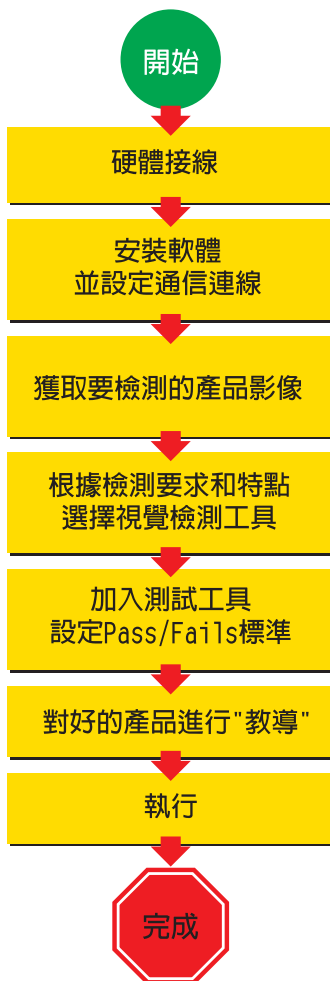 開始
硬體接線
安裝軟體
並設定通信連線
獲取要檢測的產品影像
根據檢測要求和特點
選擇視覺檢測工具
加入測試工具
設定Pass/Fails標準
對好的產品進行"教導"
執行
完成